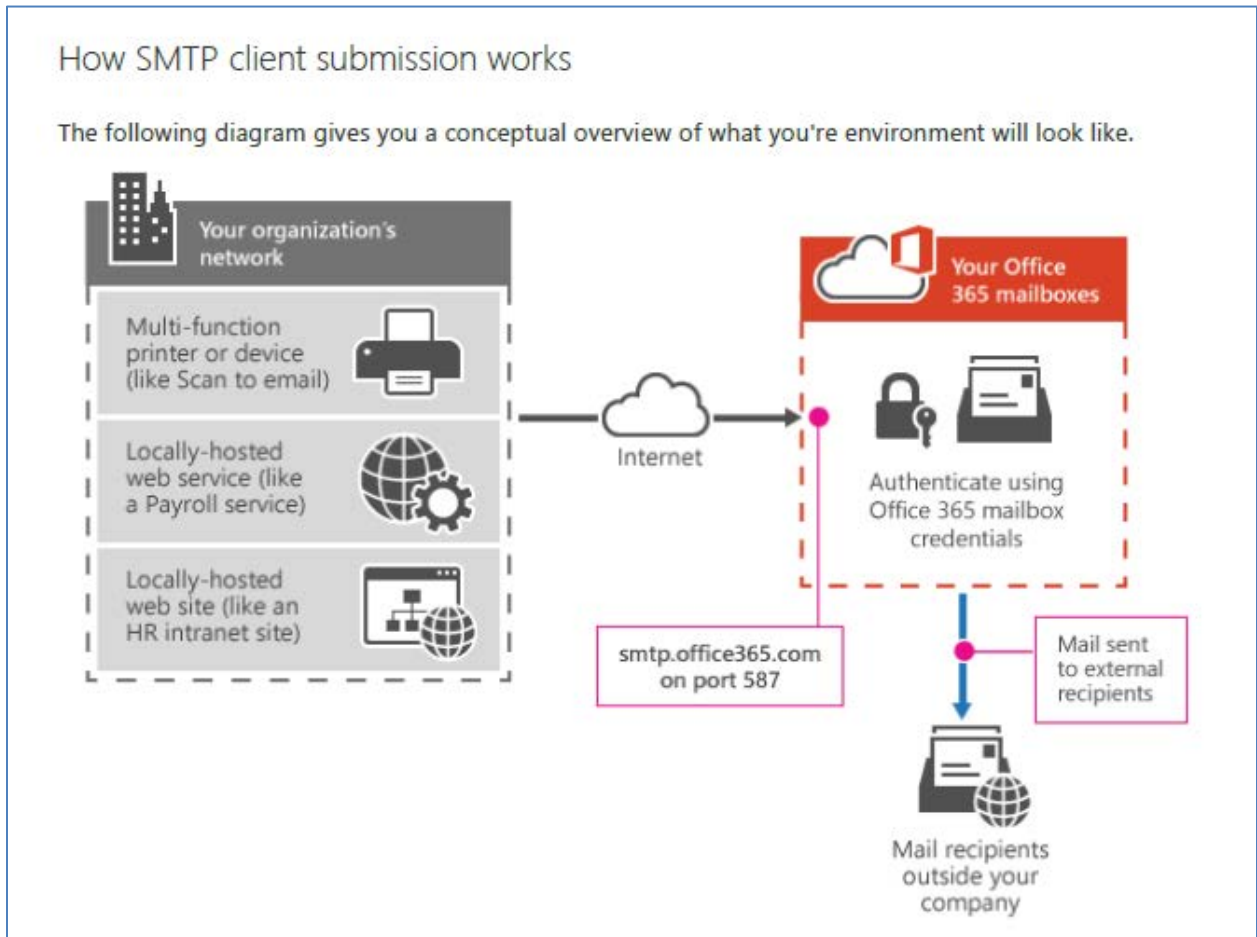 How SMTP client submission works
The following diagram gives you a conceptual overview of what you're environment will look like.
Your organization's
network
Multi-function
printer or device
(like Scan to email)
Locally-hosted
web service (like
a Payroll service)
Locally-hosted
web site (like an
HR intranet site)
Internet
smtp.office365.com
on port 587
Your Office
365 mailboxes
Authenticate using
Office 365 mailbox
credentials
Mail sent
to external
recipients
Mail recipients
outside your
company